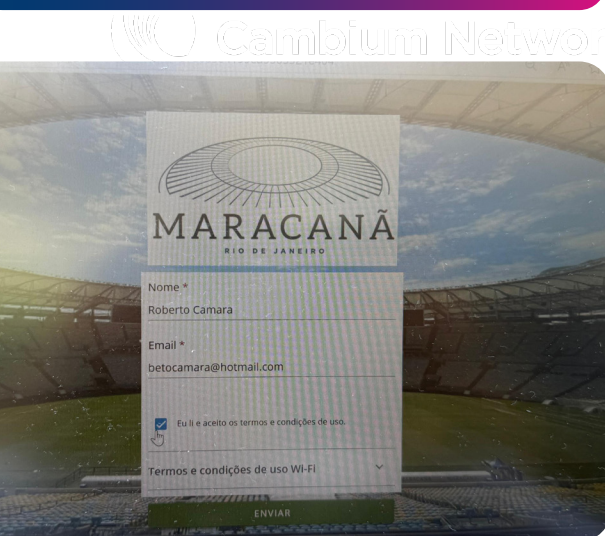 Cambium Networ
MARACANÃ
RIO DE JANEIRO
Nome *
Roberto Camara
Email *
betocamara@hotmail.com
Eu li e aceito os termos e condições de uso.
Termos e condições de uso Wi-Fi
ENVIAR